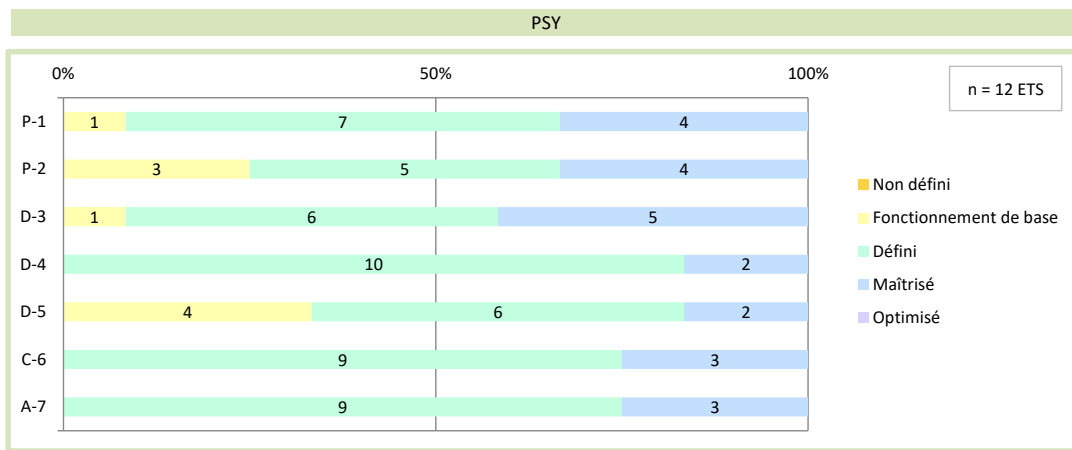 PSY
0% 50% 100%
n = 12 ETS
P-1 1 7 4
P-2 3 5 4
D-3 1 6 5
D-4 10 2
D-5 4 6 2
C-6 9 3
A-7 9 3
Non défini
Fonctionnement de base
Défini
Maîtrisé
Optimisé